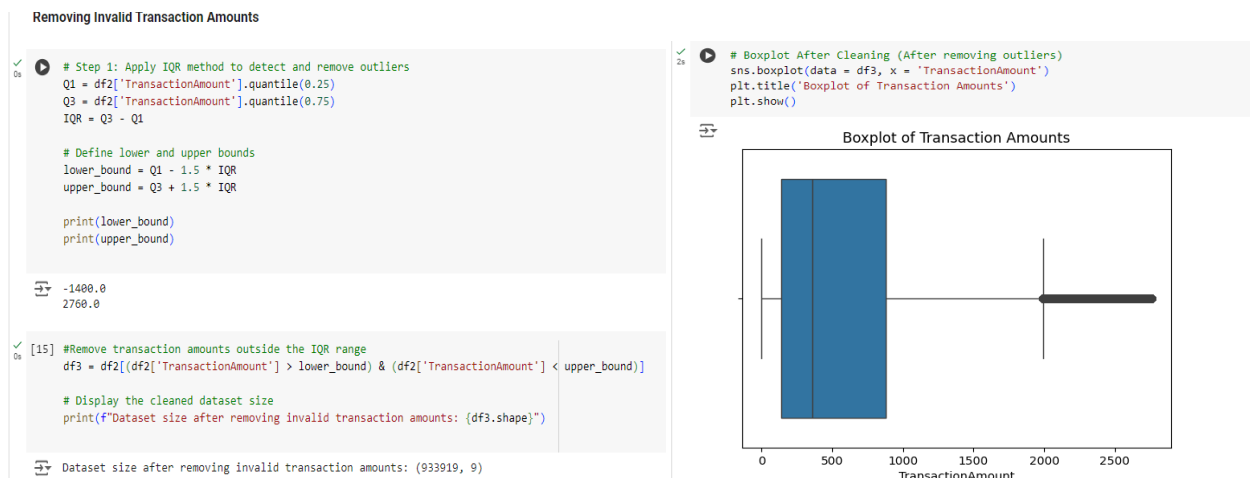 Removing Invalid Transaction Amounts
0s
# Step 1: Apply IQR method to detect and remove outliers
Q1 = df2['TransactionAmount'].quantile(0.25)
Q3 = df2['TransactionAmount'].quantile(0.75)
IQR = Q3 - Q1
# Define lower and upper bounds
lower_bound = Q1 - 1.5 * IQR
upper_bound = Q3 + 1.5 * IQR
print(lower_bound)
print(upper_bound)
-1400.0
2760.0
0s
[15] #Remove transaction amounts outside the IQR range
df3 = df2[(df2['TransactionAmount'] > lower_bound) & (df2['TransactionAmount'] < upper_bound)]
# Display the cleaned dataset size
print(f"Dataset size after removing invalid transaction amounts: {df3.shape}")
Dataset size after removing invalid transaction amounts: (933919, 9)
2s
# Boxplot After Cleaning (After removing outliers)
sns.boxplot(data = df3, x = 'TransactionAmount')
plt.title('Boxplot of Transaction Amounts')
plt.show()
Boxplot of Transaction Amounts
0 500 1000 1500 2000 2500
TransactionAmount